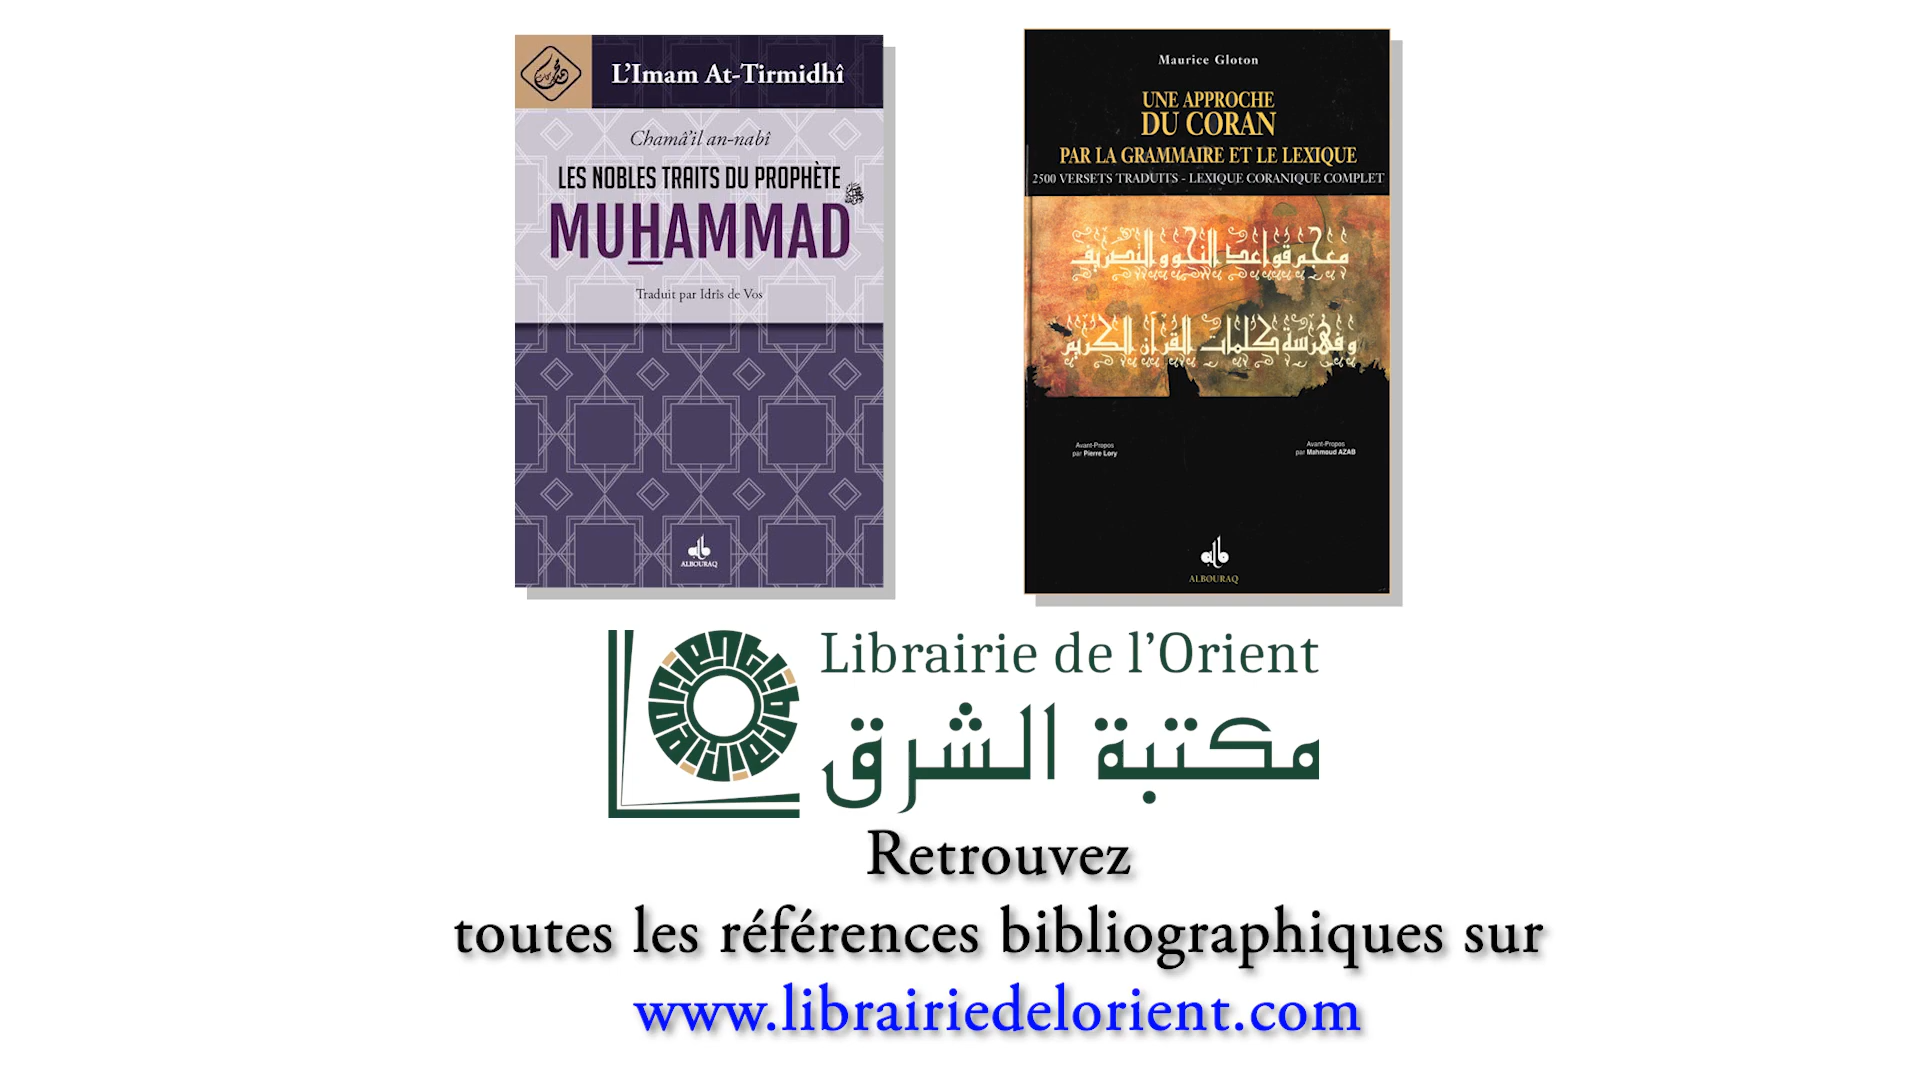 L'Imam At-Tirmidhî
Chamâ'il an-nabî
LES NOBLES TRAITS DU PROPHÈTE
MUHAMMAD
Traduit par Idrîs de Vos
ALBOURAQ
Maurice Gloton
UNE APPROCHE
DU CORAN
PAR LA GRAMMAIRE ET LE LEXIQUE
2500 VERSETS TRADUITS - LEXIQUE CORANIQUE COMPLET
معجم قواعد النحو والتصريف
وفهرسة كلمات القرآن الكريم
Avant-Propos
par Pierre Lory
Avant-Propos
par Mahmoud AZAB
ALBOURAQ
Librairie de l'Orient
مكتبة الشرق
Retrouvez
toutes les références bibliographiques sur
www.librairiedelorient.com